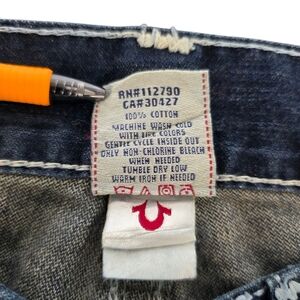 RN#112790
CA#30427
100% COTTON
MACHINE WASH COLD
WITH LIKE COLORS
GENTLE CYCLE INSIDE OUT
ONLY NON-CHLORINE BLEACH
WHEN NEEDED
TUMBLE DRY LOW
WARM IRON IF NEEDED